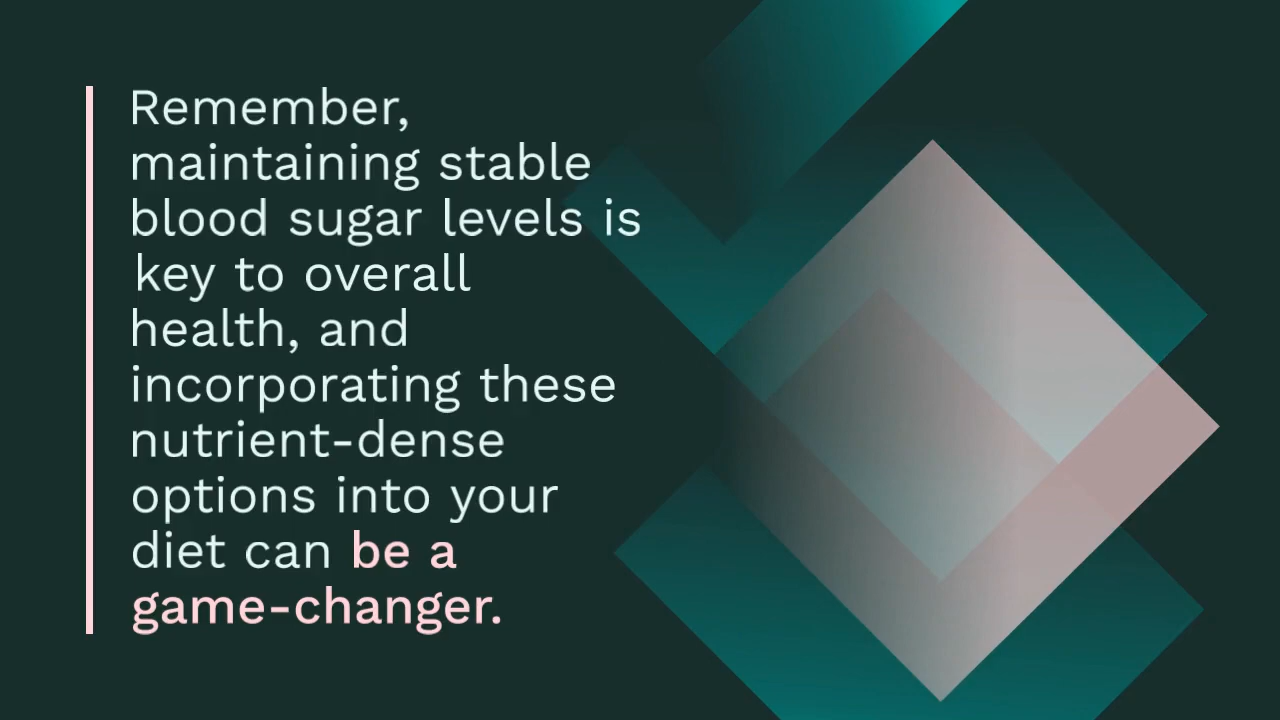 Remember,
maintaining stable
blood sugar levels is
key to overall
health, and
incorporating these
nutrient-dense
options into your
diet can be a
game-changer.